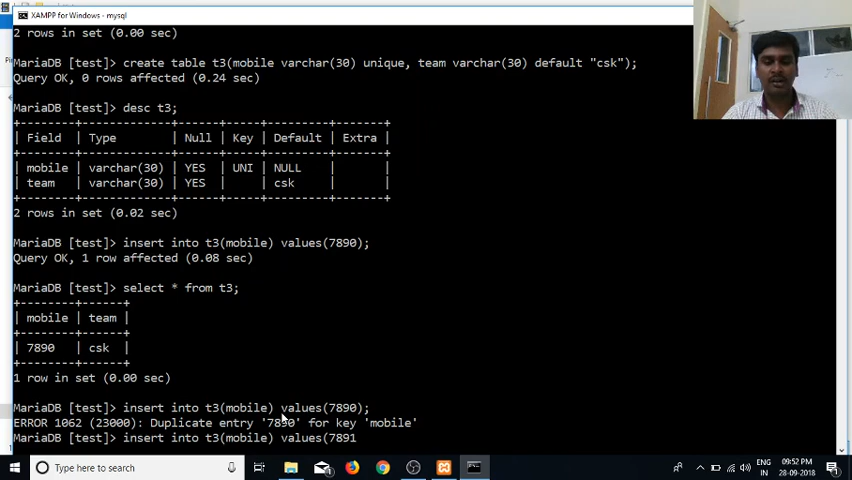 XAMPP for Windows - mysql
2 rows in set (0.00 sec)
MariaDB [test]> create table t3(mobile varchar(30) unique, team varchar(30) default "csk");
Query OK, 0 rows affected (0.24 sec)
MariaDB [test]> desc t3;
+--------+-------------+------+-----+---------+-------+
| Field | Type | Null | Key | Default | Extra |
+--------+-------------+------+-----+---------+-------+
| mobile | varchar(30) | YES | UNI | NULL | |
| team | varchar(30) | YES | | csk | |
+--------+-------------+------+-----+---------+-------+
2 rows in set (0.02 sec)
MariaDB [test]> insert into t3(mobile) values(7890);
Query OK, 1 row affected (0.08 sec)
MariaDB [test]> select * from t3;
+--------+------+
| mobile | team |
+--------+------+
| 7890 | csk |
+--------+------+
1 row in set (0.00 sec)
MariaDB [test]> insert into t3(mobile) values(7890);
ERROR 1062 (23000): Duplicate entry '7890' for key 'mobile'
MariaDB [test]> insert into t3(mobile) values(7891
Type here to search
ENG
IN
09:52 PM
28-09-2018